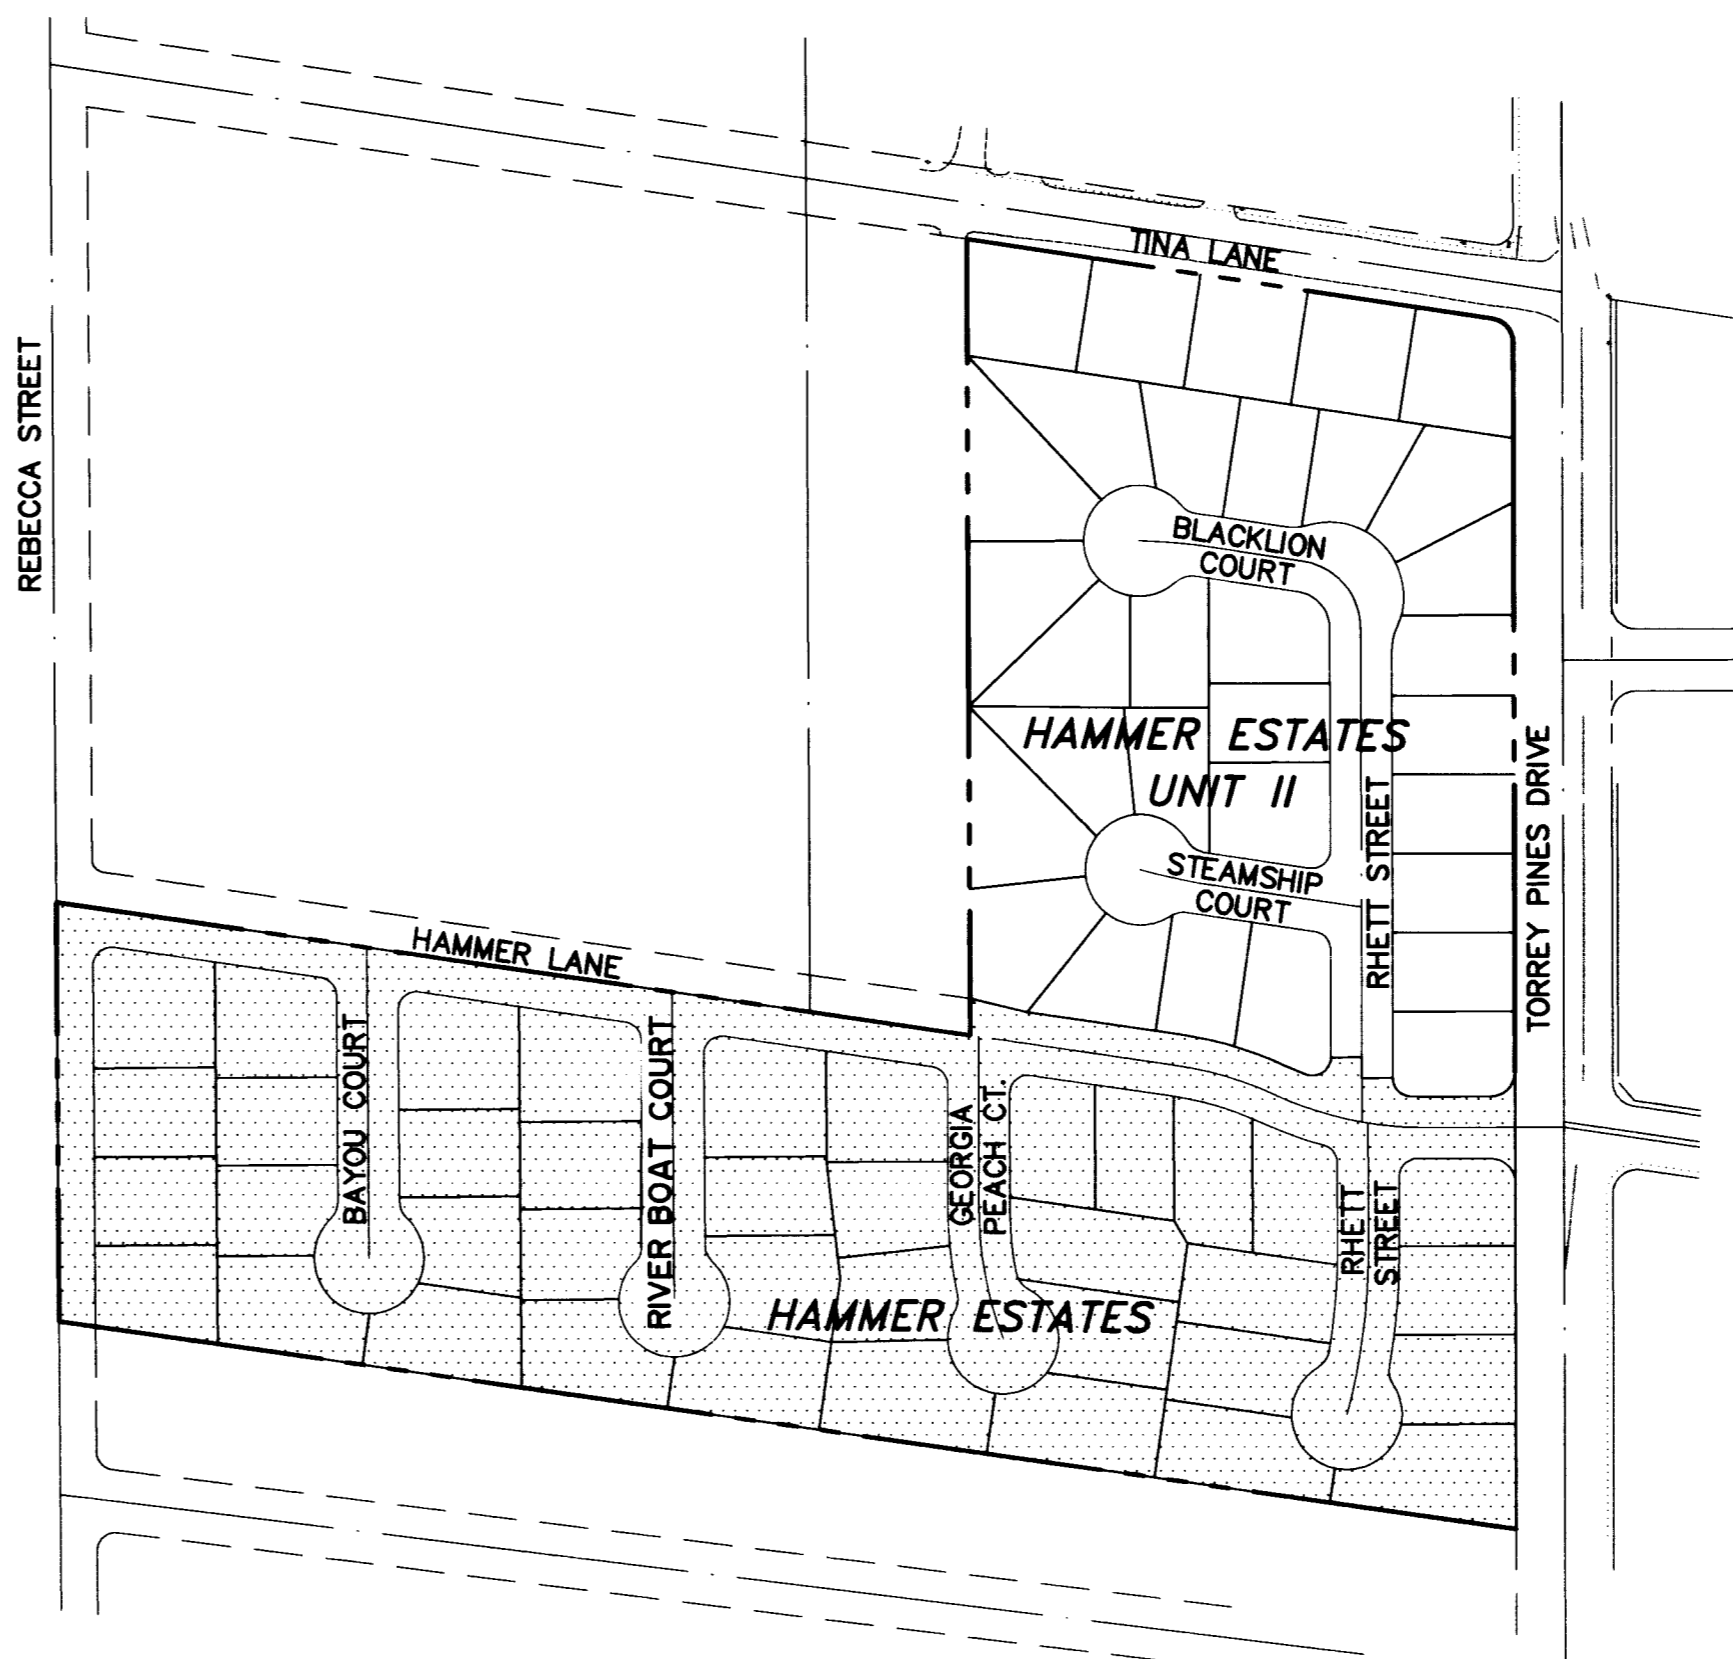 TINA LANE
REBECCA STREET
BLACKLION
COURT
HAMMER ESTATES
UNIT II
RHETT STREET
TORREY PINES DRIVE
STEAMSHIP
COURT
HAMMER LANE
BAYOU COURT
RIVER BOAT COURT
GEORGIA
PEACH CT.
RHETT
STREET
HAMMER ESTATES